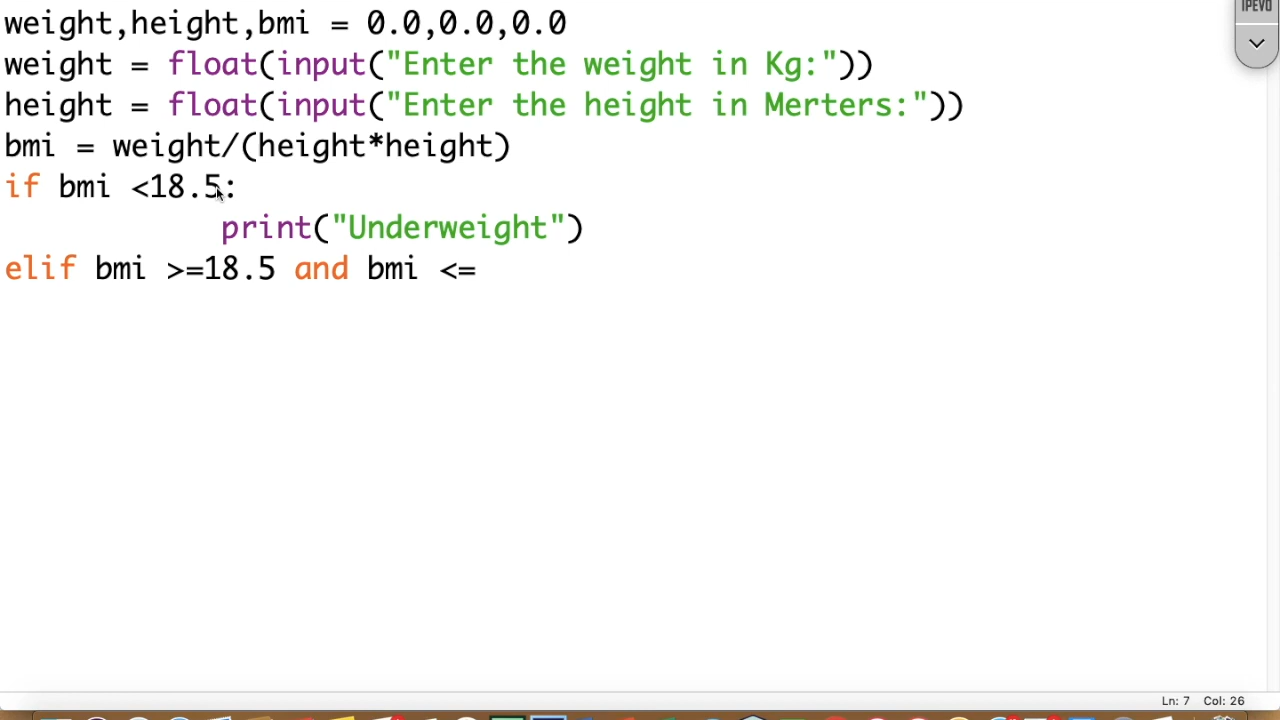 weight,height,bmi = 0.0,0.0,0.0
weight = float(input("Enter the weight in Kg:"))
height = float(input("Enter the height in Merters:"))
bmi = weight/(height*height)
if bmi <18.5:
print("Underweight")
elif bmi >=18.5 and bmi <=
IPEVO
Ln: 7 Col: 26